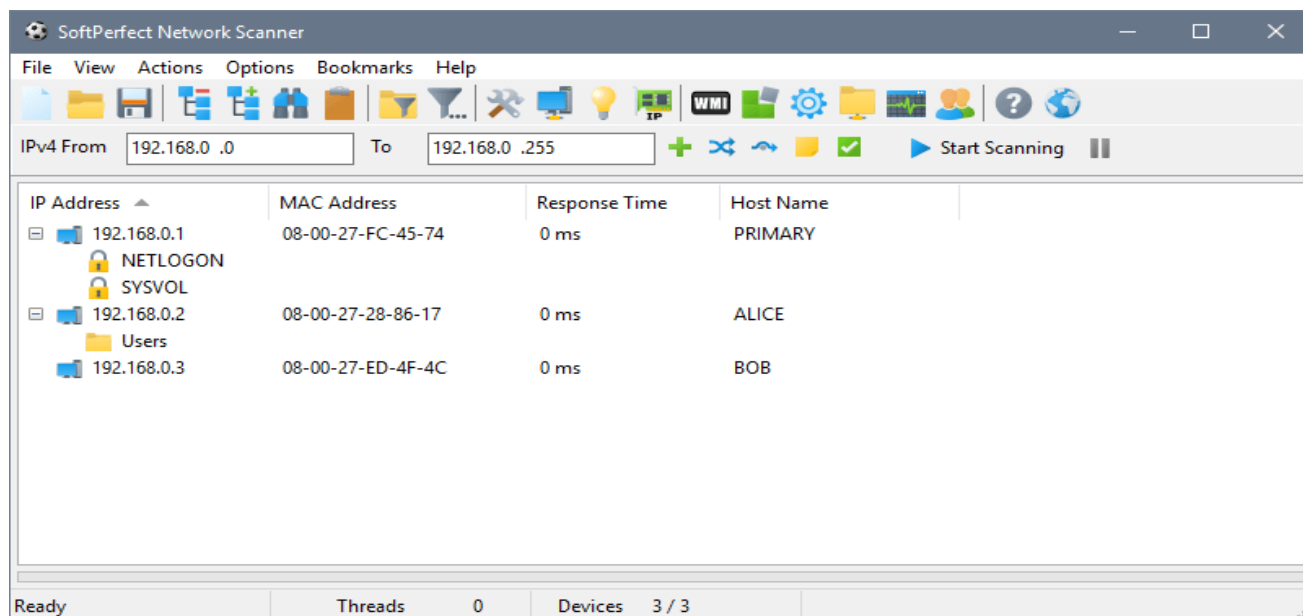 SoftPerfect Network Scanner
File View Actions Options Bookmarks Help
IP WMI ?
IPv4 From 192.168.0 .0 To 192.168.0 .255 Start Scanning
IP Address MAC Address Response Time Host Name
192.168.0.1 08-00-27-FC-45-74 0 ms PRIMARY
NETLOGON
SYSVOL
192.168.0.2 08-00-27-28-86-17 0 ms ALICE
Users
192.168.0.3 08-00-27-ED-4F-4C 0 ms BOB
Ready Threads 0 Devices 3 / 3